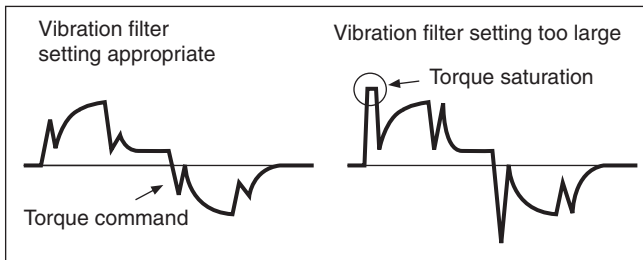 Vibration filter
setting appropriate
Torque command
Vibration filter setting too large
Torque saturation